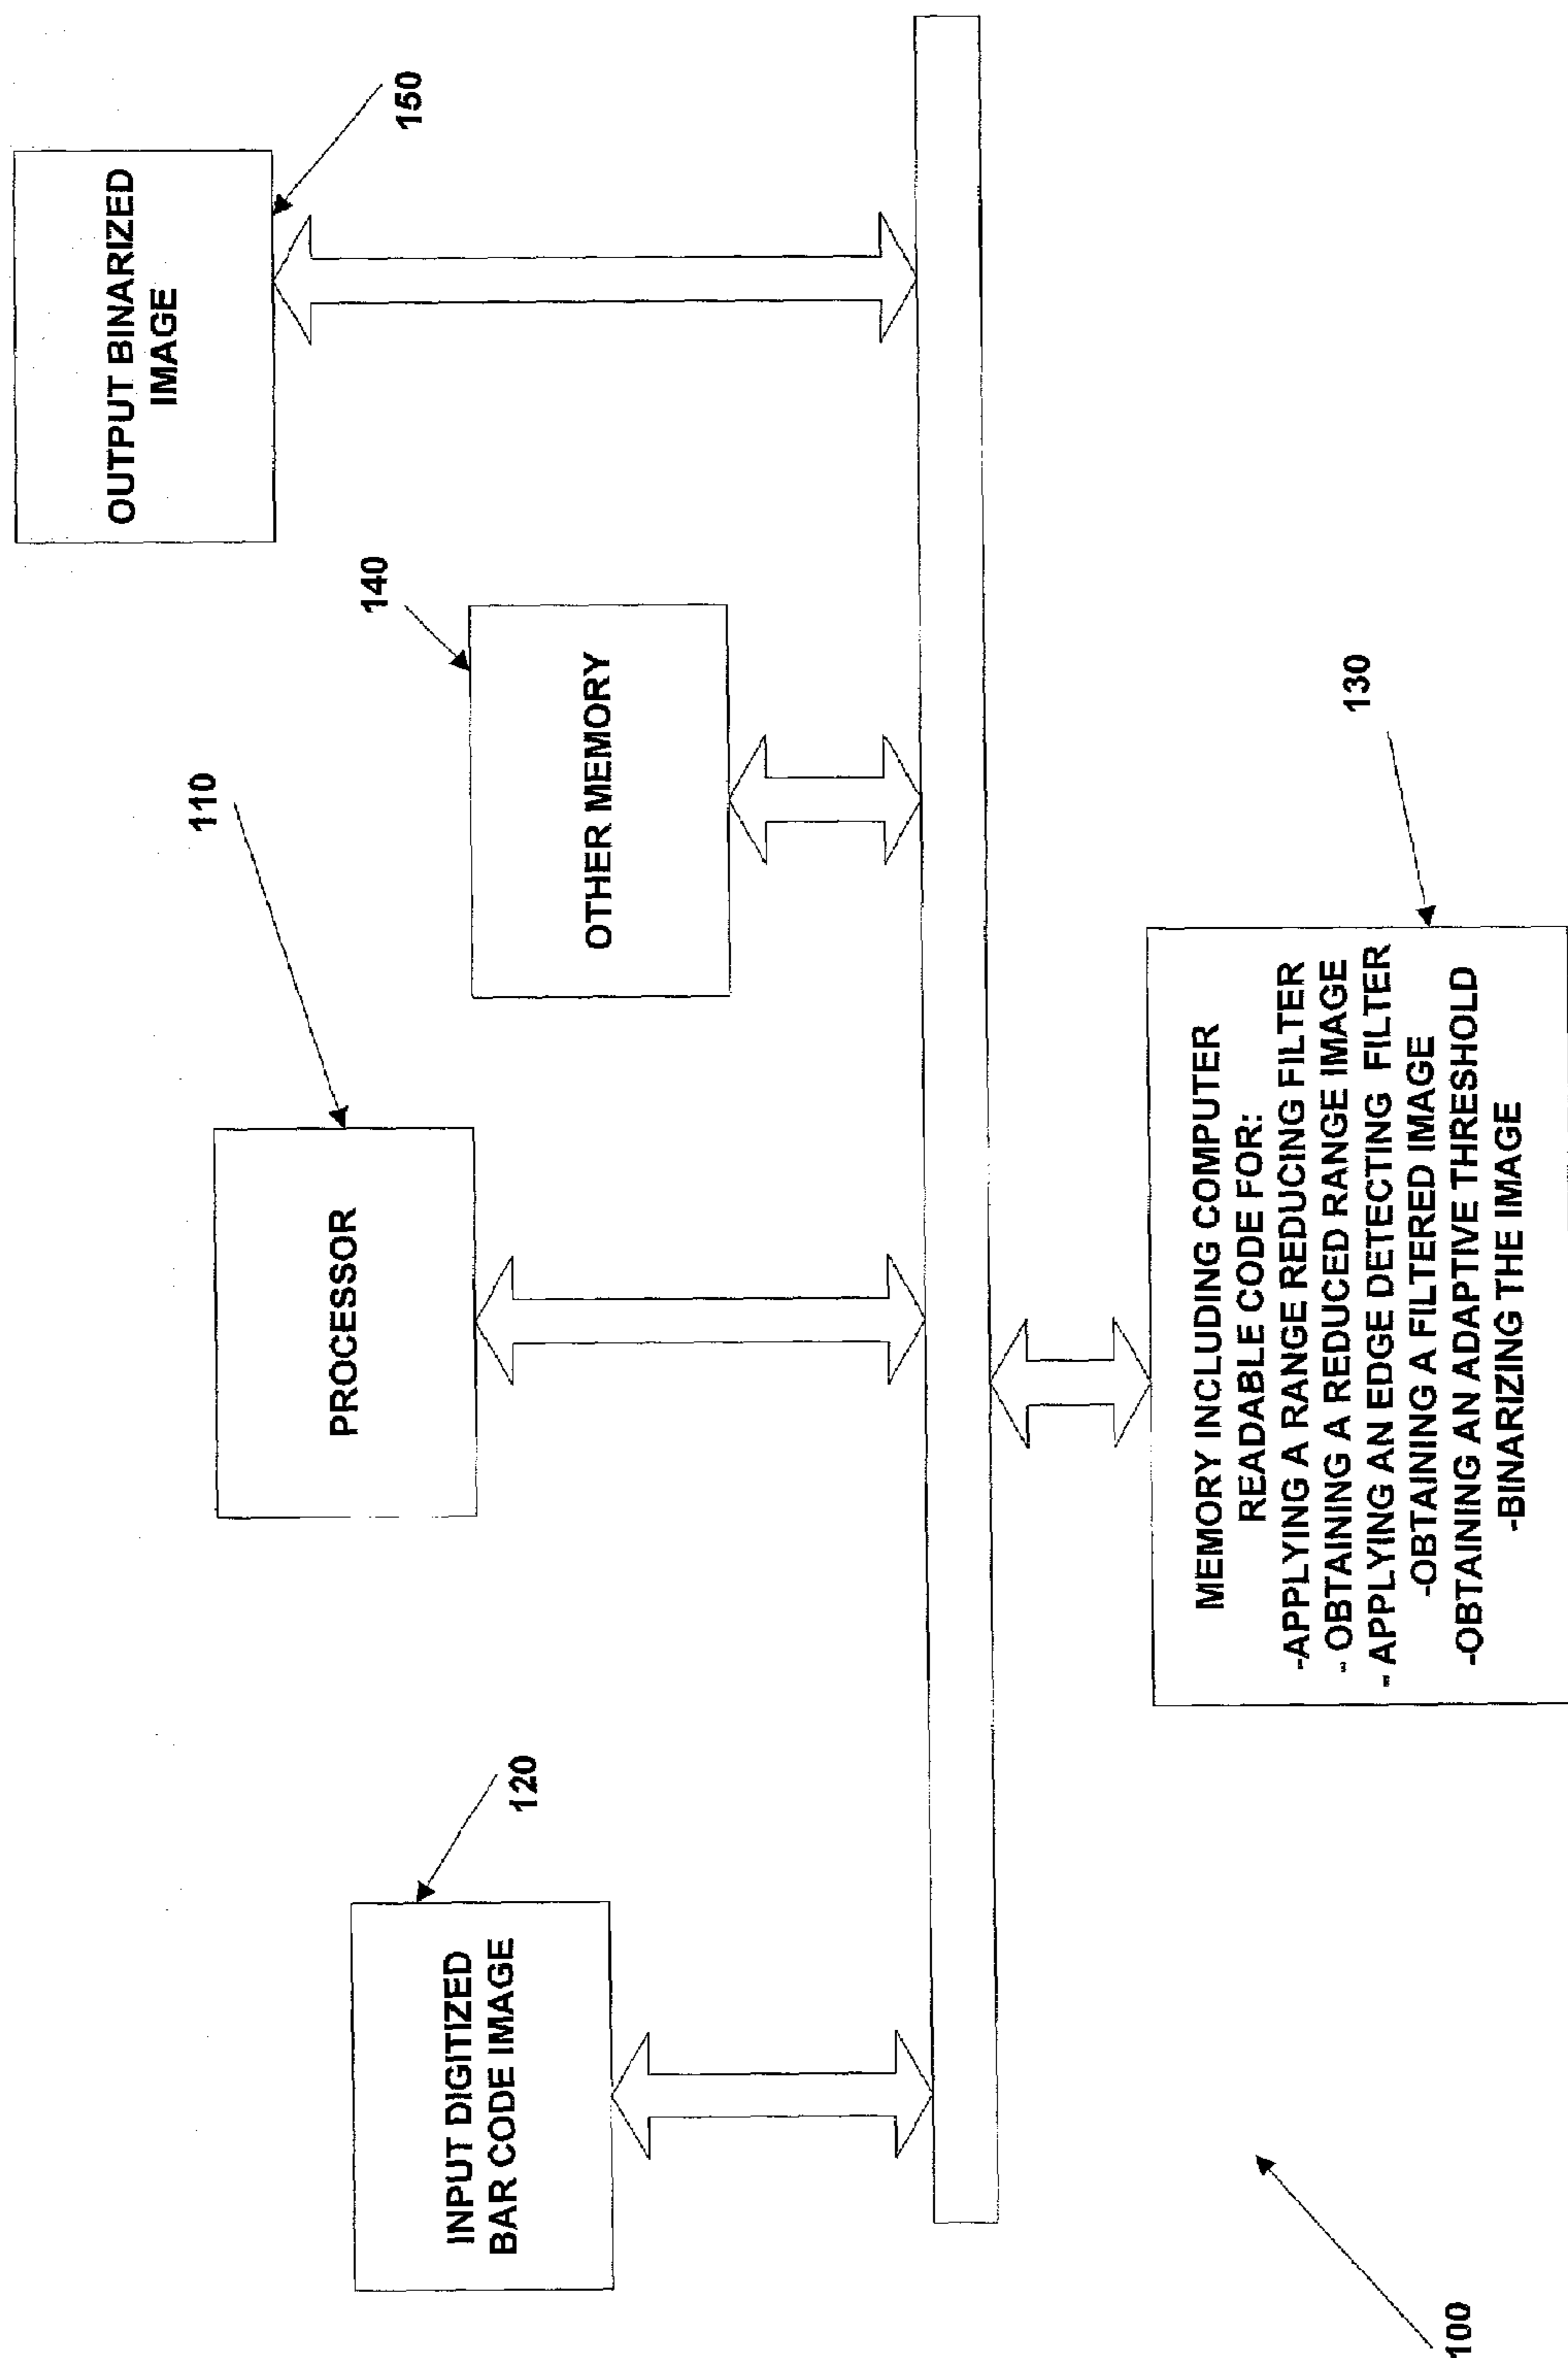 OUTPUT BINARIZED
IMAGE
150
OTHER MEMORY
140
PROCESSOR
110
INPUT DIGITIZED
BAR CODE IMAGE
120
MEMORY INCLUDING COMPUTER
READABLE CODE FOR:
-APPLYING A RANGE REDUCING FILTER
- OBTAINING A REDUCED RANGE IMAGE
- APPLYING AN EDGE DETECTING FILTER
-OBTAINING A FILTERED IMAGE
-OBTAINING AN ADAPTIVE THRESHOLD
-BINARIZING THE IMAGE
130
100